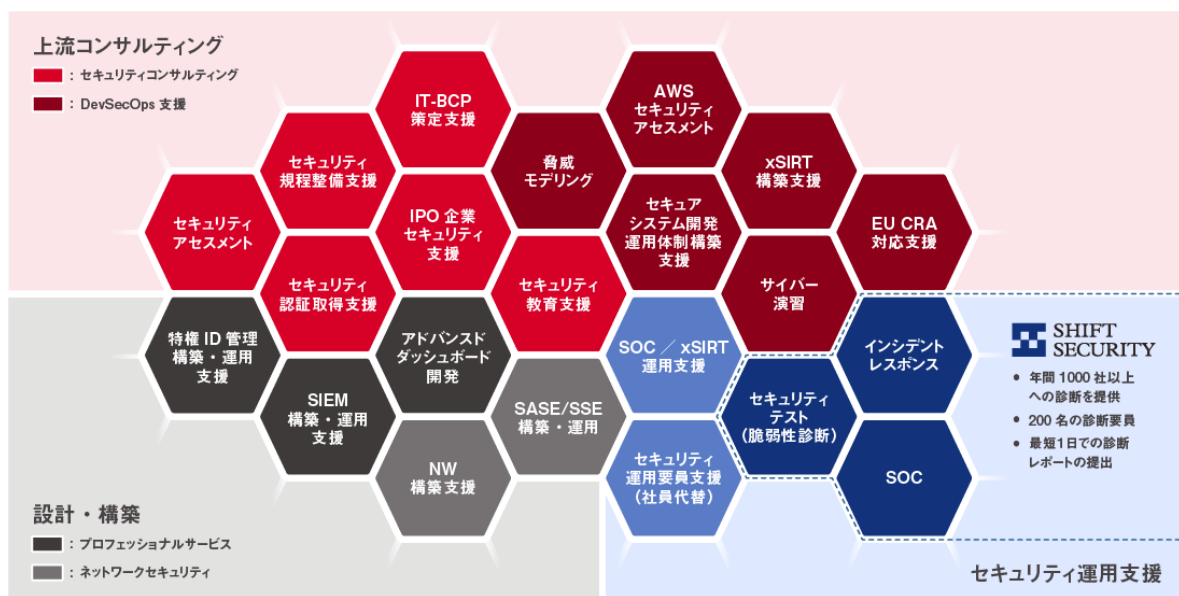 上流コンサルティング
：セキュリティコンサルティング
：DevSecOps 支援
IT-BCP
策定支援
AWS
セキュリティ
アセスメント
セキュリティ
規程整備支援
脅威
モデリング
xSIRT
構築支援
セキュリティ
アセスメント
IPO 企業
セキュリティ
支援
セキュア
システム開発
運用体制構築
支援
EU CRA
対応支援
セキュリティ
認証取得支援
セキュリティ
教育支援
サイバー
演習
特権 ID 管理
構築・運用
支援
アドバンスド
ダッシュボード
開発
SOC ／ xSIRT
運用支援
インシデント
レスポンス
SIEM
構築・運用
支援
SASE/SSE
構築・運用
セキュリティ
テスト
（脆弱性診断）
NW
構築支援
セキュリティ
運用要員支援
（社員代替）
SOC
SHIFT
SECURITY
• 年間 1000 社以上
への診断を提供
• 200 名の診断要員
• 最短1日での診断
レポートの提出
設計・構築
：プロフェッショナルサービス
：ネットワークセキュリティ
セキュリティ運用支援